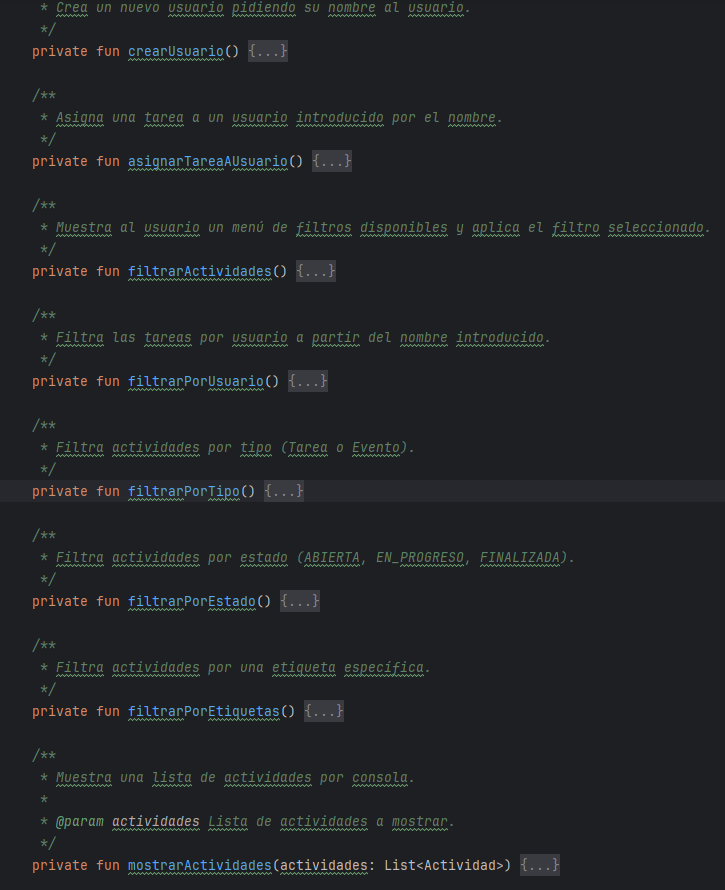 * Crea un nuevo usuario pidiendo su nombre al usuario.
*/
private fun crearUsuario() {...}
/**
* Asigna una tarea a un usuario introducido por el nombre.
*/
private fun asignarTareaAUsuario() {...}
/**
* Muestra al usuario un menú de filtros disponibles y aplica el filtro seleccionado.
*/
private fun filtrarActividades() {...}
/**
* Filtra las tareas por usuario a partir del nombre introducido.
*/
private fun filtrarPorUsuario() {...}
/**
* Filtra actividades por tipo (Tarea o Evento).
*/
private fun filtrarPorTipo() {...}
/**
* Filtra actividades por estado (ABIERTA, EN_PROGRESO, FINALIZADA).
*/
private fun filtrarPorEstado() {...}
/**
* Filtra actividades por una etiqueta específica.
*/
private fun filtrarPorEtiquetas() {...}
/**
* Muestra una lista de actividades por consola.
*
* @param actividades Lista de actividades a mostrar.
*/
private fun mostrarActividades(actividades: List<Actividad>) {...}